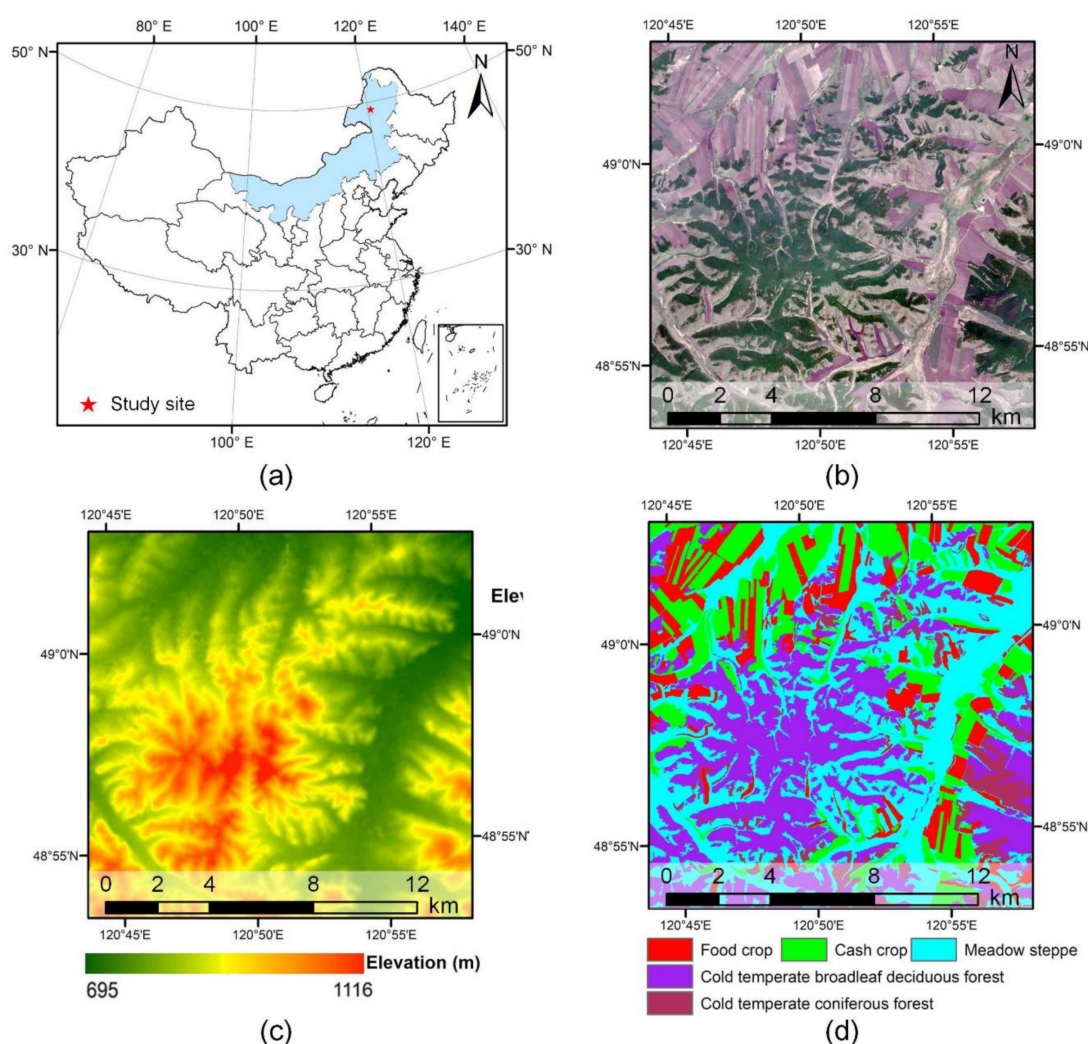 80° E 100° E 120° E 140° E
50° N
50° N
N
30° N
30° N
Study site
100° E 120° E
(a)
120°45'E 120°50'E 120°55'E
N
49°0'N
49°0'N
48°55'N
48°55'N
0 2 4 8 12
km
120°45'E 120°50'E 120°55'E
(b)
120°45'E 120°50'E 120°55'E
Elev
49°0'N
49°0'N
48°55'N
48°55'N
0 2 4 8 12
km
120°45'E 120°50'E 120°55'E
Elevation (m)
695 1116
(c)
120°45'E 120°50'E 120°55'E
49°0'N
49°0'N
48°55'N
48°55'N
0 2 4 8 12
km
120°45'E 120°50'E 120°55'E
Food crop Cash crop Meadow steppe
Cold temperate broadleaf deciduous forest
Cold temperate coniferous forest
(d)